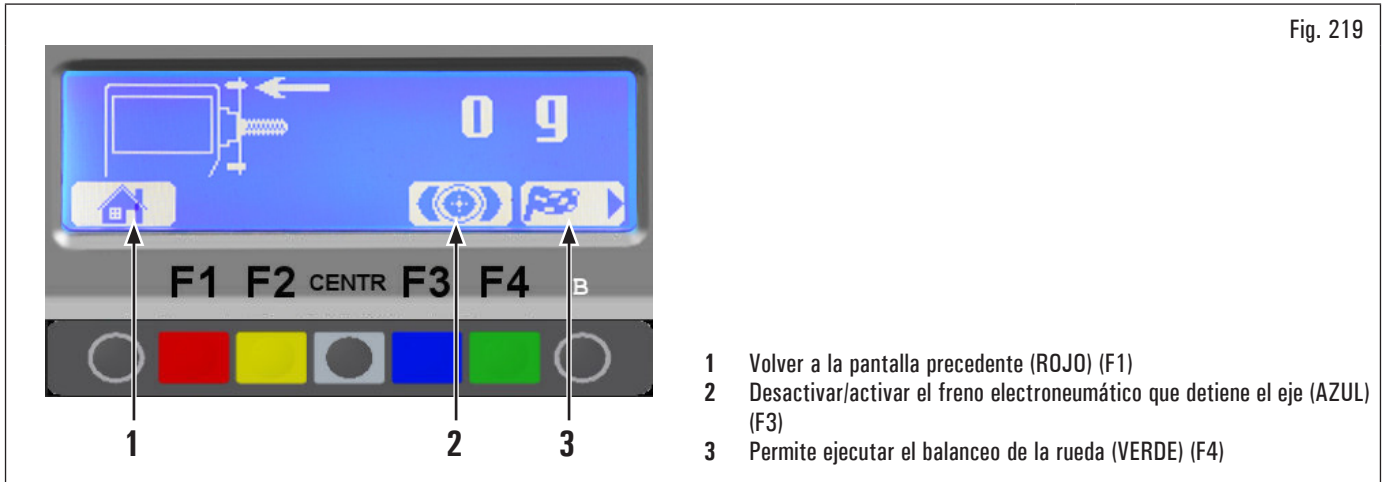 Fig. 219
0 g
F1 F2 CENTR F3 F4 B
1 2 3
1 Volver a la pantalla precedente (ROJO) (F1)
2 Desactivar/activar el freno electroneumático que detiene el eje (AZUL)
(F3)
3 Permite ejecutar el balanceo de la rueda (VERDE) (F4)